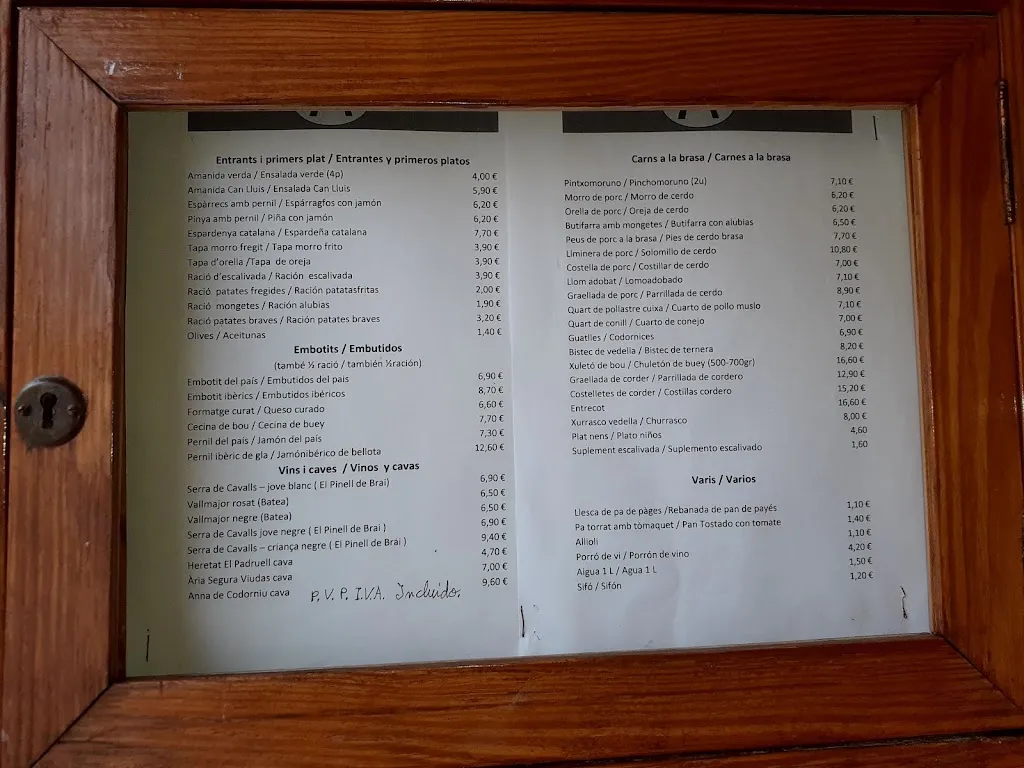 Entrants i primers plat / Entrantes y primeros platos
Amanida verda / Ensalada verde (4p) 4,00 €
Amanida Can Lluis / Ensalada Can Lluis 5,90 €
Espàrrecs amb pernil / Espárragfos con jamón 6,20 €
Pinya amb pernil / Piña con jamón 6,20 €
Espardenya catalana / Espardeña catalana 7,70 €
Tapa morro fregit / Tapa morro frito 3,90 €
Tapa d'orella /Tapa de oreja 3,90 €
Ració d'escalivada / Ración escalivada 3,90 €
Ració patates fregides / Ración patatasfritas 2,00 €
Ració mongetes / Ración alubias 1,90 €
Ració patates braves / Ración patates braves 3,20 €
Olives / Aceitunas 1,40 €
Embotits / Embutidos
(també ½ ració / también ½ración)
Embotit del país / Embutidos del pais 6,90 €
Embotit ibèrics / Embutidos ibéricos 8,70 €
Formatge curat / Queso curado 6,60 €
Cecina de bou / Cecina de buey 7,70 €
Pernil del país / Jamón del país 7,30 €
Pernil ibèric de gla / Jamónibérico de bellota 12,60 €
Vins i caves / Vinos y cavas
Serra de Cavalls – jove blanc ( El Pinell de Brai) 6,90 €
Vallmajor rosat (Batea) 6,50 €
Vallmajor negre (Batea) 6,50 €
Serra de Cavalls jove negre ( El Pinell de Brai ) 6,90 €
Serra de Cavalls – criança negre ( El Pinell de Brai ) 9,40 €
Heretat El Padruell cava 4,70 €
Ària Segura Viudas cava 7,00 €
Anna de Codorniu cava 9,60 €
P.V.P. I.V.A. Incluido.
Carns a la brasa / Carnes a la brasa
Pintxomoruno / Pinchomoruno (2u) 7,10 €
Morro de porc / Morro de cerdo 6,20 €
Orella de porc / Oreja de cerdo 6,20 €
Butifarra amb mongetes / Butifarra con alubias 6,50 €
Peus de porc a la brasa / Pies de cerdo brasa 7,70 €
Liminera de porc / Solomillo de cerdo 10,80 €
Costella de porc / Costillar de cerdo 7,00 €
Llom adobat / Lomoadobado 7,10 €
Graellada de porc / Parrillada de cerdo 8,90 €
Quart de pollastre cuixa / Cuarto de pollo muslo 7,10 €
Quart de conill / Cuarto de conejo 7,00 €
Guatlles / Codornices 6,90 €
Bistec de vedella / Bistec de ternera 8,20 €
Xuletó de bou / Chuletón de buey (500-700gr) 16,60 €
Graellada de corder / Parrillada de cordero 12,90 €
Costelletes de corder / Costillas cordero 15,20 €
Entrecot 16,60 €
Xurrasco vedella / Churrasco 8,00 €
Plat nens / Plato niños 4,60
Suplement escalivada / Suplemento escalivado 1,60
Varis / Varios
Llesca de pa de pàges /Rebanada de pan de payés 1,10 €
Pa torrat amb tòmaquet / Pan Tostado con tomate 1,40 €
Allioli 1,10 €
Porró de vi / Porrón de vino 4,20 €
Aigua 1 L / Agua 1 L 1,50 €
Sifó / Sifón 1,20 €